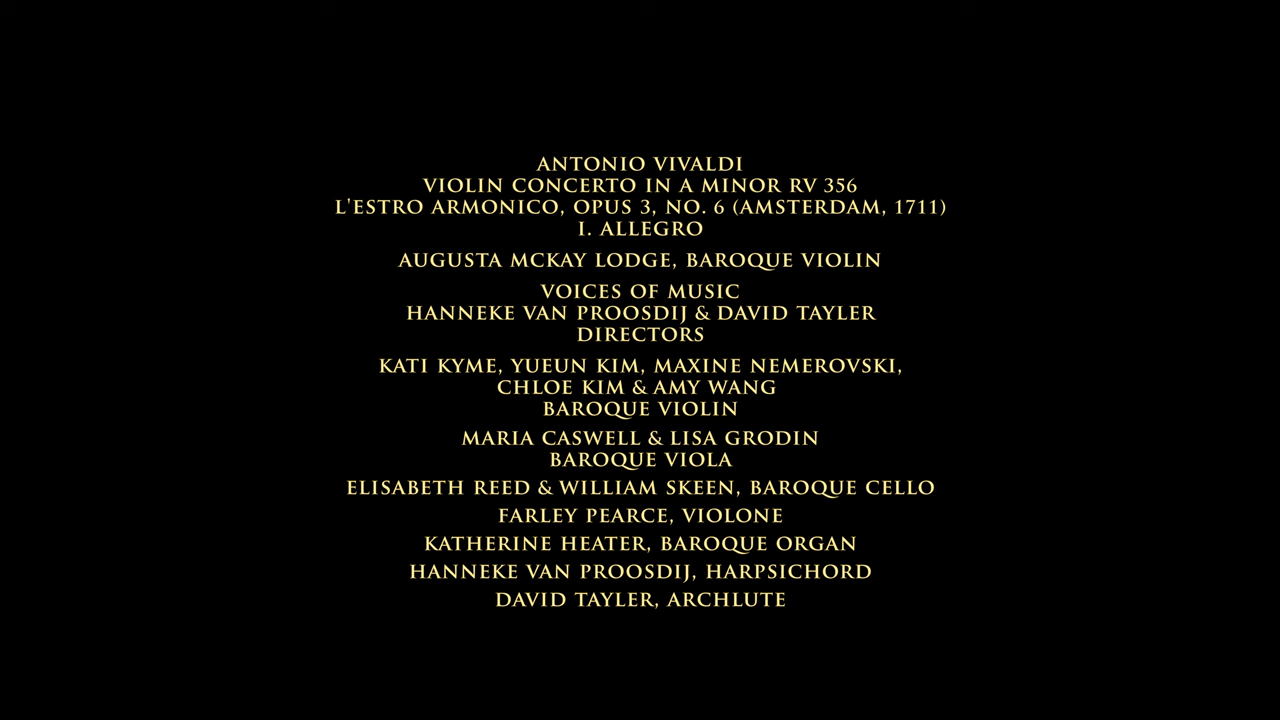 ANTONIO VIVALDI
VIOLIN CONCERTO IN A MINOR RV 356
L'ESTRO ARMONICO, OPUS 3, NO. 6 (AMSTERDAM, 1711)
I. ALLEGRO
AUGUSTA MCKAY LODGE, BAROQUE VIOLIN
VOICES OF MUSIC
HANNEKE VAN PROOSDIJ & DAVID TAYLER
DIRECTORS
KATI KYME, YUEUN KIM, MAXINE NEMEROVSKI,
CHLOE KIM & AMY WANG
BAROQUE VIOLIN
MARIA CASWELL & LISA GRODIN
BAROQUE VIOLA
ELISABETH REED & WILLIAM SKEEN, BAROQUE CELLO
FARLEY PEARCE, VIOLONE
KATHERINE HEATER, BAROQUE ORGAN
HANNEKE VAN PROOSDIJ, HARPSICHORD
DAVID TAYLER, ARCHLUTE